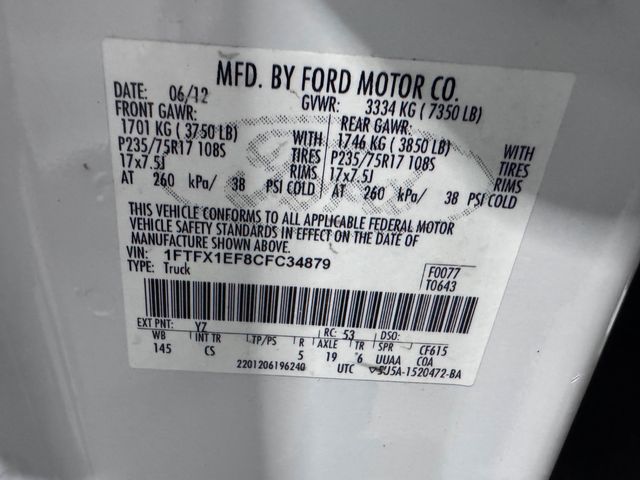 MFD. BY FORD MOTOR CO.
DATE: 06/12 GVWR: 3334 KG ( 7350 LB)
FRONT GAWR: REAR GAWR:
1701 KG ( 3750 LB) WITH 1746 KG ( 3850 LB) WITH
P235/75R17 108S TIRES P235/75R17 108S TIRES
17x7.5J RIMS 17x7.5J RIMS
AT 260 kPa/ 38 PSI COLD AT 260 kPa/ 38 PSI COLD
THIS VEHICLE CONFORMS TO ALL APPLICABLE FEDERAL MOTOR
VEHICLE SAFETY STANDARDS IN EFFECT ON THE DATE OF
MANUFACTURE SHOWN ABOVE.
VIN: 1FTFX1EF8CFC34879
TYPE: Truck
F0077
T0643
EXT PNT: YZ RC: 53 DSO:
WB INT TR TP/PS R AXLE TR SPR CF615
145 CS 5 19 6 UUAA COA
2201206196240 UTC 5U5A-1520472-BA